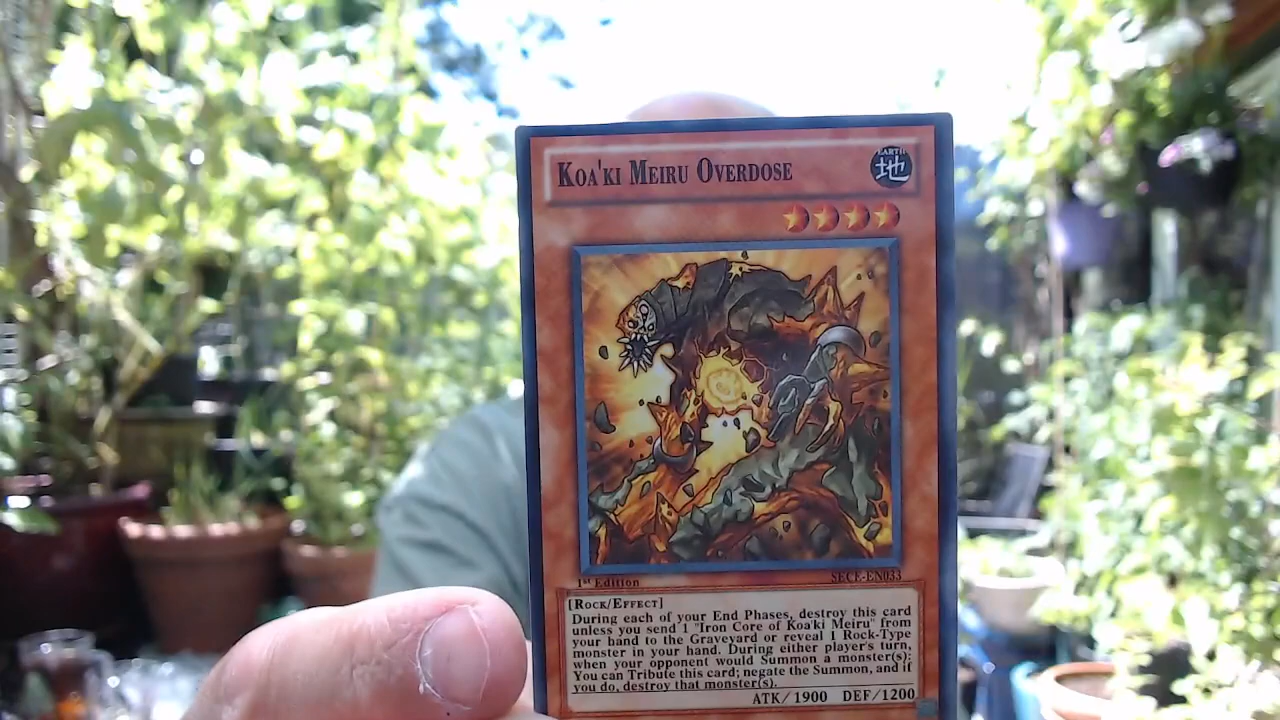 KOA'KI MEIRU OVERDOSE
EARTH
地
1st Edition
SECE-EN033
[ROCK/EFFECT]
During each of your End Phases, destroy this card
unless you send 1 "Iron Core of Koa'ki Meiru" from
your hand to the Graveyard or reveal 1 Rock-Type
monster in your hand. During either player's turn,
when your opponent would Summon a monster(s):
You can Tribute this card; negate the Summon, and if
you do, destroy that monster(s).
ATK/1900 DEF/1200